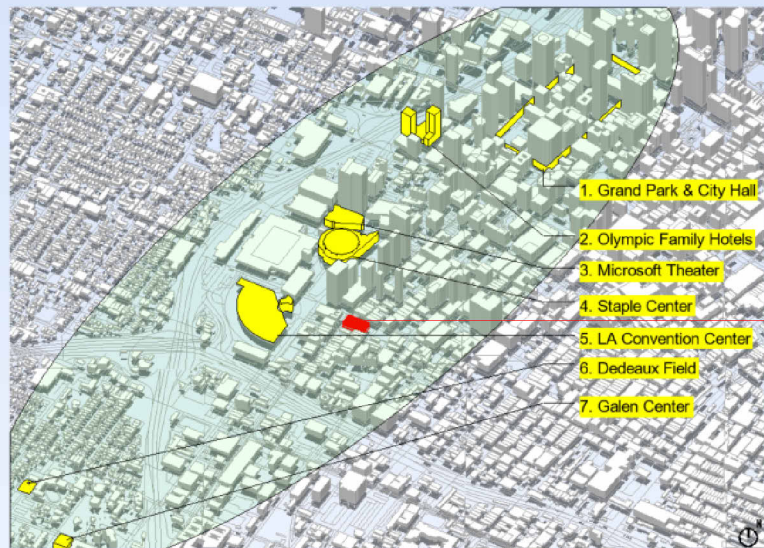 1. Grand Park & City Hall
2. Olympic Family Hotels
3. Microsoft Theater
4. Staple Center
5. LA Convention Center
6. Dedeaux Field
7. Galen Center
N